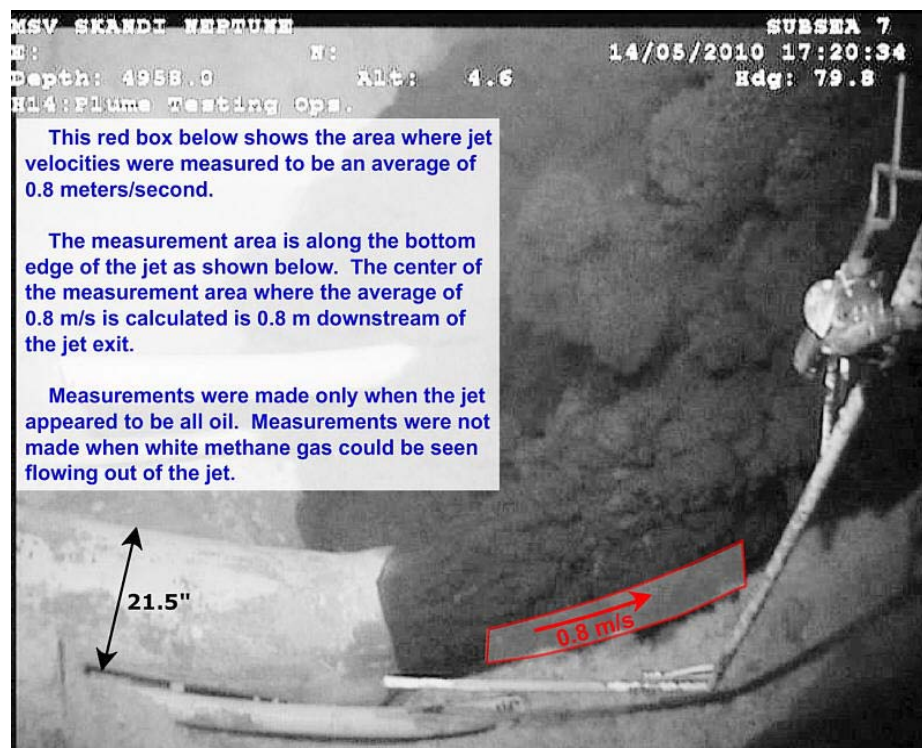 MSV SKANDI NEPTUNE SUBSEA 7
E: N: 14/05/2010 17:20:34
Depth: 4958.0 Alt: 4.6 Hdg: 79.8
H14:Plume Testing Ops.
This red box below shows the area where jet
velocities were measured to be an average of
0.8 meters/second.
The measurement area is along the bottom
edge of the jet as shown below. The center of
the measurement area where the average of
0.8 m/s is calculated is 0.8 m downstream of
the jet exit.
Measurements were made only when the jet
appeared to be all oil. Measurements were not
made when white methane gas could be seen
flowing out of the jet.
21.5"
0.8 m/s